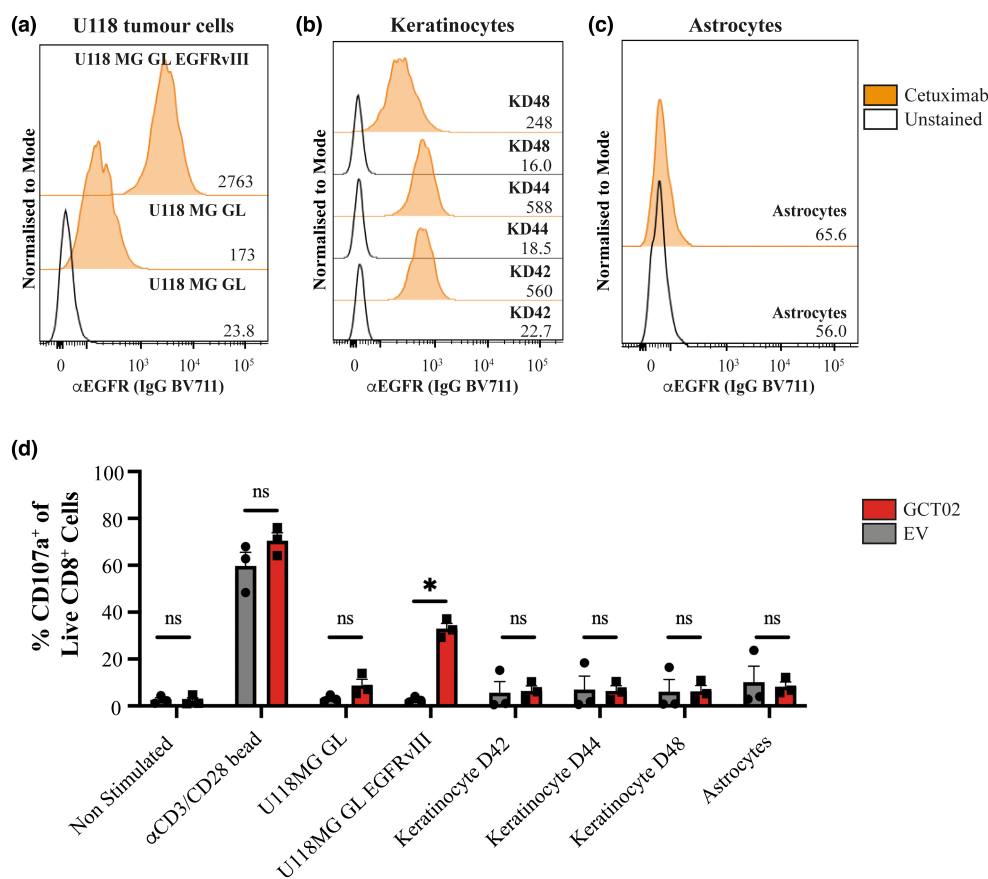 (a) U118 tumour cells
Normalised to Mode
U118 MG GL EGFRvIII
2763
U118 MG GL
173
U118 MG GL
23.8
0 10³ 10⁴ 10⁵
αEGFR (IgG BV711)
(b) Keratinocytes
Normalised to Mode
KD48
248
KD48
16.0
KD44
588
KD44
18.5
KD42
560
KD42
22.7
0 10³ 10⁴ 10⁵
αEGFR (IgG BV711)
(c) Astrocytes
Normalised to Mode
Astrocytes
65.6
Astrocytes
56.0
0 10³ 10⁴ 10⁵
αEGFR (IgG BV711)
Cetuximab
Unstained
(d)
% CD107a⁺ of
Live CD8⁺ Cells
100
80
60
40
20
0
ns
ns
ns
*
ns
ns
ns
ns
Non Stimulated
αCD3/CD28 bead
U118MG GL
U118MG GL EGFRvIII
Keratinocyte D42
Keratinocyte D44
Keratinocyte D48
Astrocytes
GCT02
EV